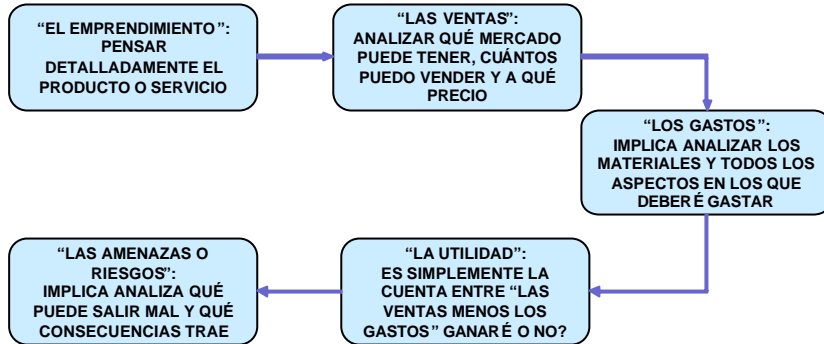 “EL EMPRENDIMIENTO”:
PENSAR
DETALLADAMENTE EL
PRODUCTO O SERVICIO
“LAS VENTAS”:
ANALIZAR QUÉ MERCADO
PUEDE TENER, CUÁNTOS
PUEDO VENDER Y A QUÉ
PRECIO
“LOS GASTOS”:
IMPLICA ANALIZAR LOS
MATERIALES Y TODOS LOS
ASPECTOS EN LOS QUE
DEBERÉ GASTAR
“LA UTILIDAD”:
ES SIMPLEMENTE LA
CUENTA ENTRE “LAS
VENTAS MENOS LOS
GASTOS” GANARÉ O NO?
“LAS AMENAZAS O
RIESGOS”:
IMPLICA ANALIZA QUÉ
PUEDE SALIR MAL Y QUÉ
CONSECUENCIAS TRAE